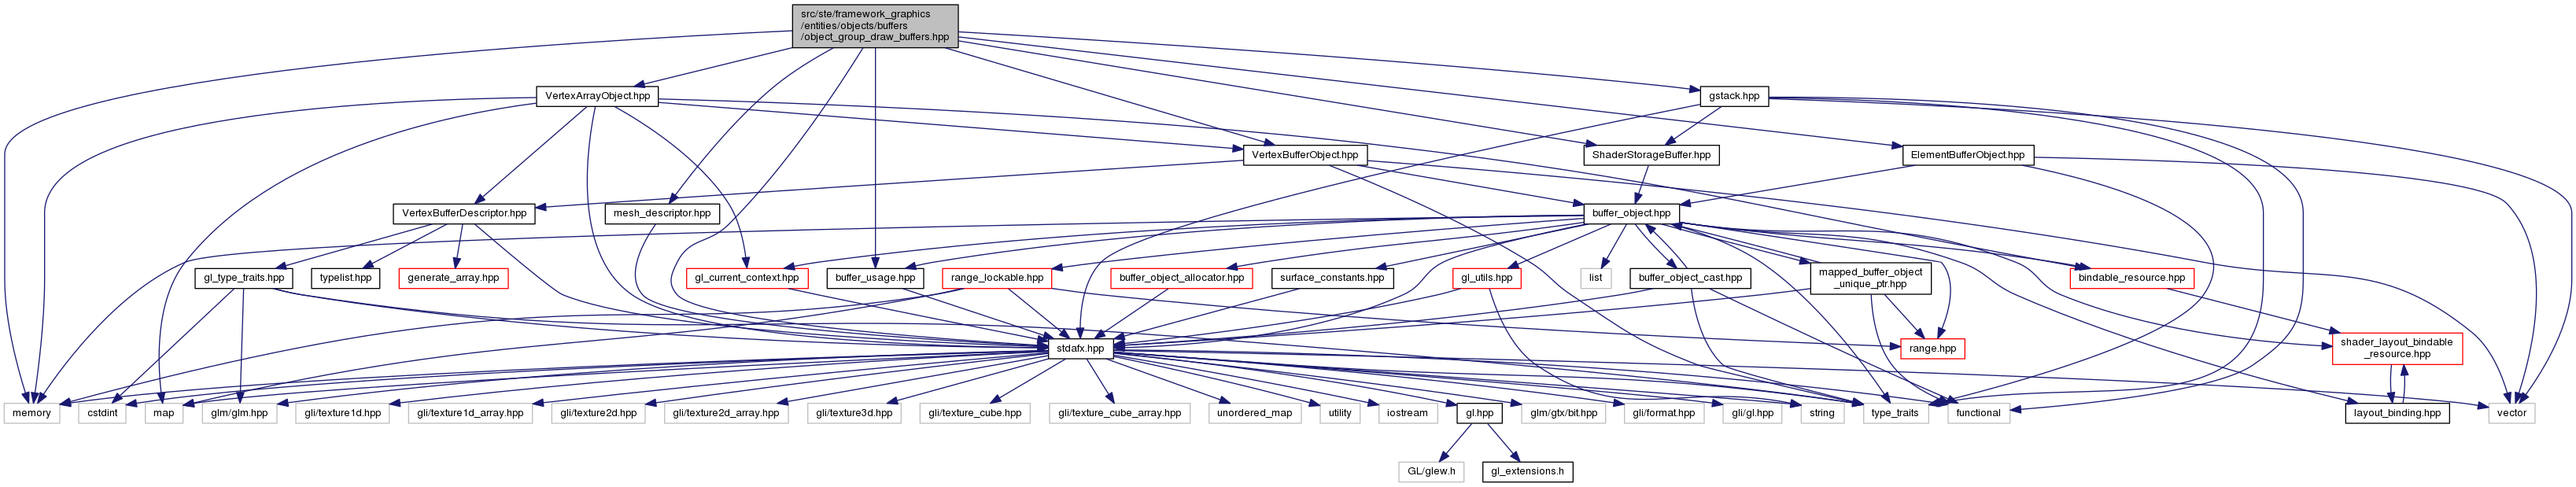 src/ste/framework_graphics
/entities/objects/buffers
/object_group_draw_buffers.hpp
VertexArrayObject.hpp
gstack.hpp
VertexBufferObject.hpp
ShaderStorageBuffer.hpp
ElementBufferObject.hpp
VertexBufferDescriptor.hpp
mesh_descriptor.hpp
buffer_object.hpp
gl_type_traits.hpp
typelist.hpp
generate_array.hpp
gl_current_context.hpp
buffer_usage.hpp
range_lockable.hpp
buffer_object_allocator.hpp
surface_constants.hpp
gl_utils.hpp
list
buffer_object_cast.hpp
mapped_buffer_object
_unique_ptr.hpp
bindable_resource.hpp
stdafx.hpp
range.hpp
shader_layout_bindable
_resource.hpp
memory
cstdint
map
glm/glm.hpp
gli/texture1d.hpp
gli/texture1d_array.hpp
gli/texture2d.hpp
gli/texture2d_array.hpp
gli/texture3d.hpp
gli/texture_cube.hpp
gli/texture_cube_array.hpp
unordered_map
utility
iostream
gl.hpp
glm/gtx/bit.hpp
gli/format.hpp
gli/gl.hpp
string
type_traits
functional
layout_binding.hpp
vector
GL/glew.h
gl_extensions.h